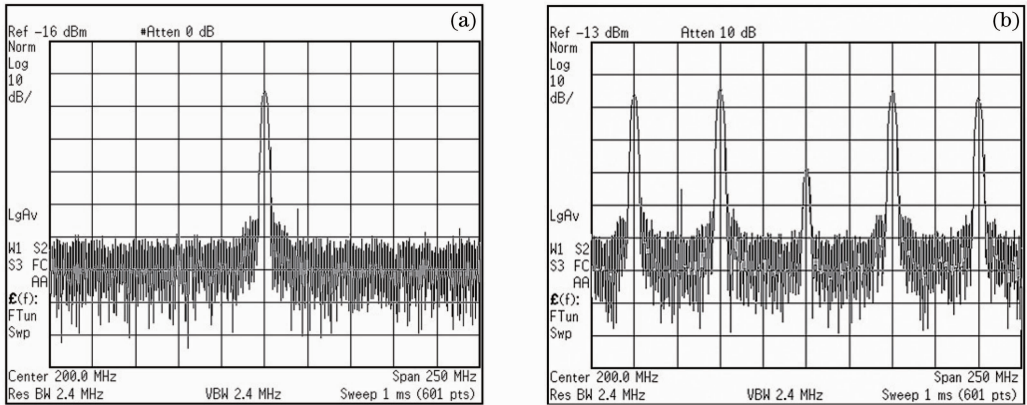 (a)
Ref -16 dBm #Atten 0 dB
Norm
Log
10
dB/
LgAv
W1 S2
S3 FC
AA
£(f):
FTun
Swp
Center 200.0 MHz Span 250 MHz
Res BW 2.4 MHz VBW 2.4 MHz Sweep 1 ms (601 pts)
(b)
Ref -13 dBm Atten 10 dB
Norm
Log
10
dB/
LgAv
W1 S2
S3 FC
AA
£(f):
FTun
Swp
Center 200.0 MHz Span 250 MHz
Res BW 2.4 MHz VBW 2.4 MHz Sweep 1 ms (601 pts)